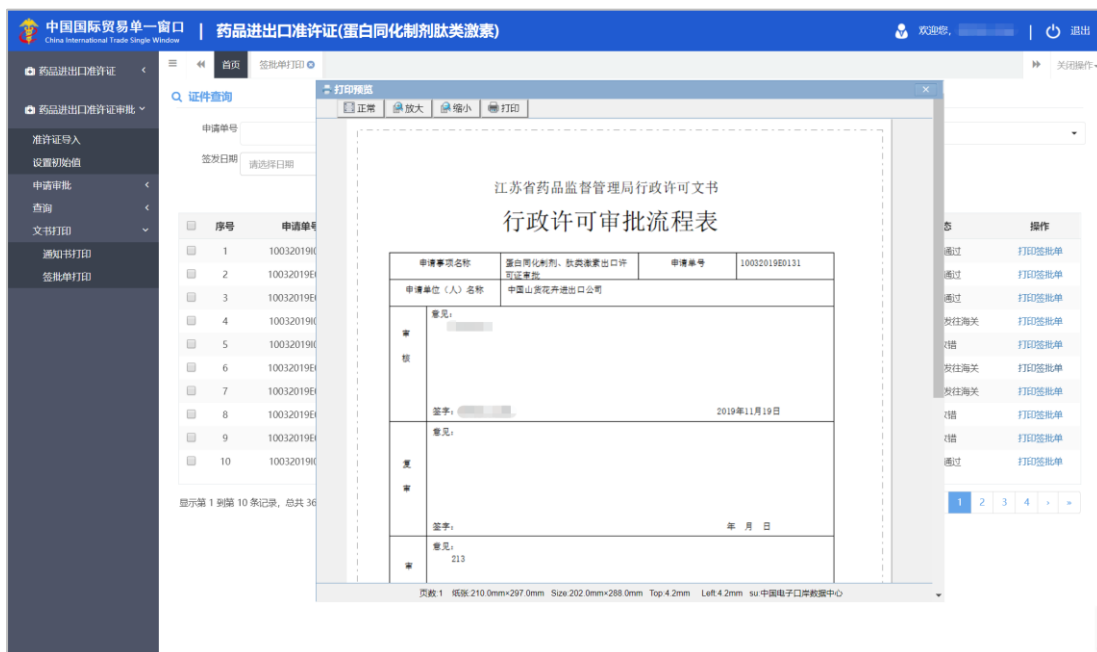 中国国际贸易单一窗口 | 药品进出口准许证(蛋白同化制剂肽类激素)
China International Trade Single Window
欢迎您,
退出
药品进出口准许证
药品进出口准许证审批
准许证导入
设置初始值
申请审批
查询
文书打印
通知书打印
签批单打印
首页
签批单打印
关闭操作
证件查询
申请单号
签发日期
请选择日期
打印预览
正常
放大
缩小
打印
江苏省药品监督管理局行政许可文书
行政许可审批流程表
申请事项名称 蛋白同化制剂、肽类激素出口许可证审批 申请单号 10032019E0131
申请单位(人)名称 中国山货花卉进出口公司
审核
意见:
签字: 2019年11月19日
复审
意见:
签字: 年 月 日
审
意见:
213
页数:1 纸张:210.0mm×297.0mm Size:202.0mm×288.0mm Top:4.2mm Left:4.2mm su:中国电子口岸数据中心
序号 申请单号 态 操作
1 10032019I0 通过 打印签批单
2 10032019E 通过 打印签批单
3 10032019E 通过 打印签批单
4 10032019I0 发往海关 打印签批单
5 10032019I0 打印签批单
6 10032019E 发往海关 打印签批单
7 10032019E 发往海关 打印签批单
8 10032019E 打印签批单
9 10032019E 打印签批单
10 10032019I0 通过 打印签批单
显示第 1 到第 10 条记录, 总共 36
1 2 3 4 › »